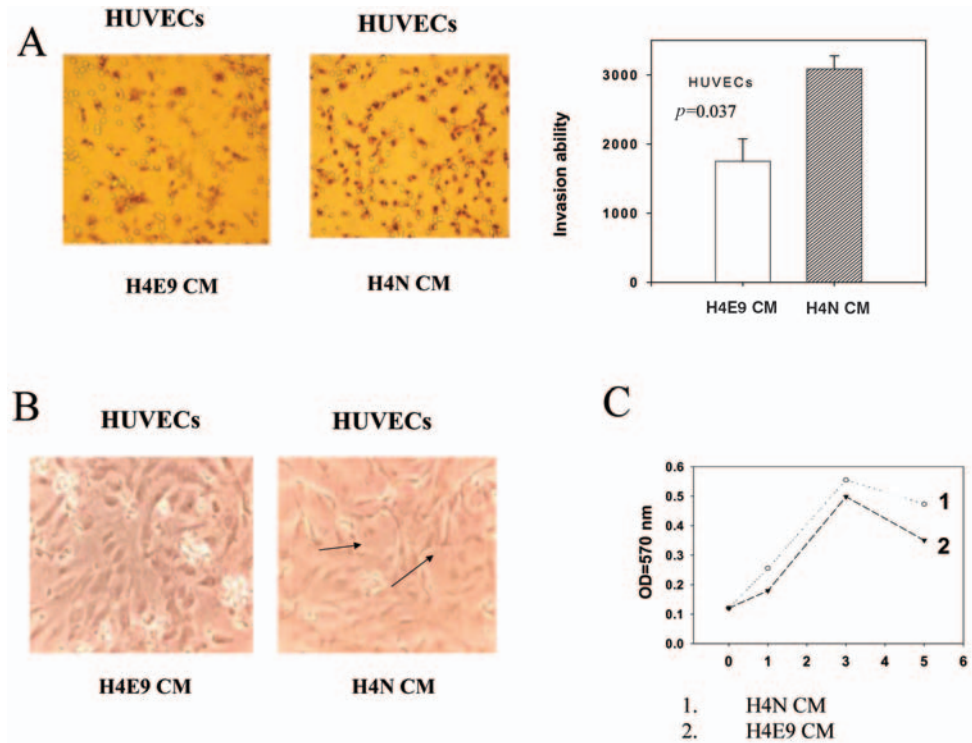 A
HUVECs
HUVECs
H4E9 CM
H4N CM
Invasion ability
3000
2000
1000
0
HUVECs
p=0.037
H4E9 CM
H4N CM
B
HUVECs
HUVECs
H4E9 CM
H4N CM
C
OD=570 nm
0.6
0.5
0.4
0.3
0.2
0.1
0.0
1
2
0 1 2 3 4 5 6
1. H4N CM
2. H4E9 CM